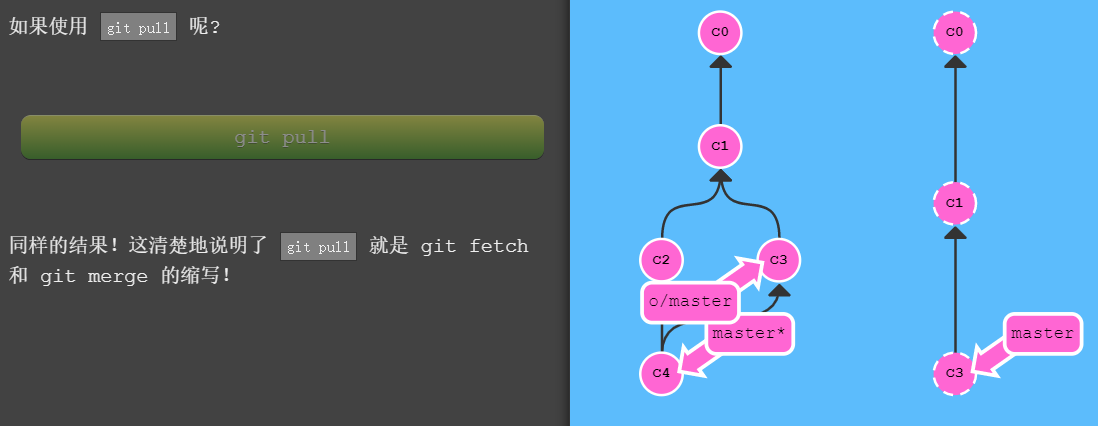 如果使用 git pull 呢?
git pull
同样的结果！这清楚地说明了 git pull 就是 git fetch
和 git merge 的缩写！
C0
C1
C2
C3
o/master
master*
C4
C0
C1
master
C3